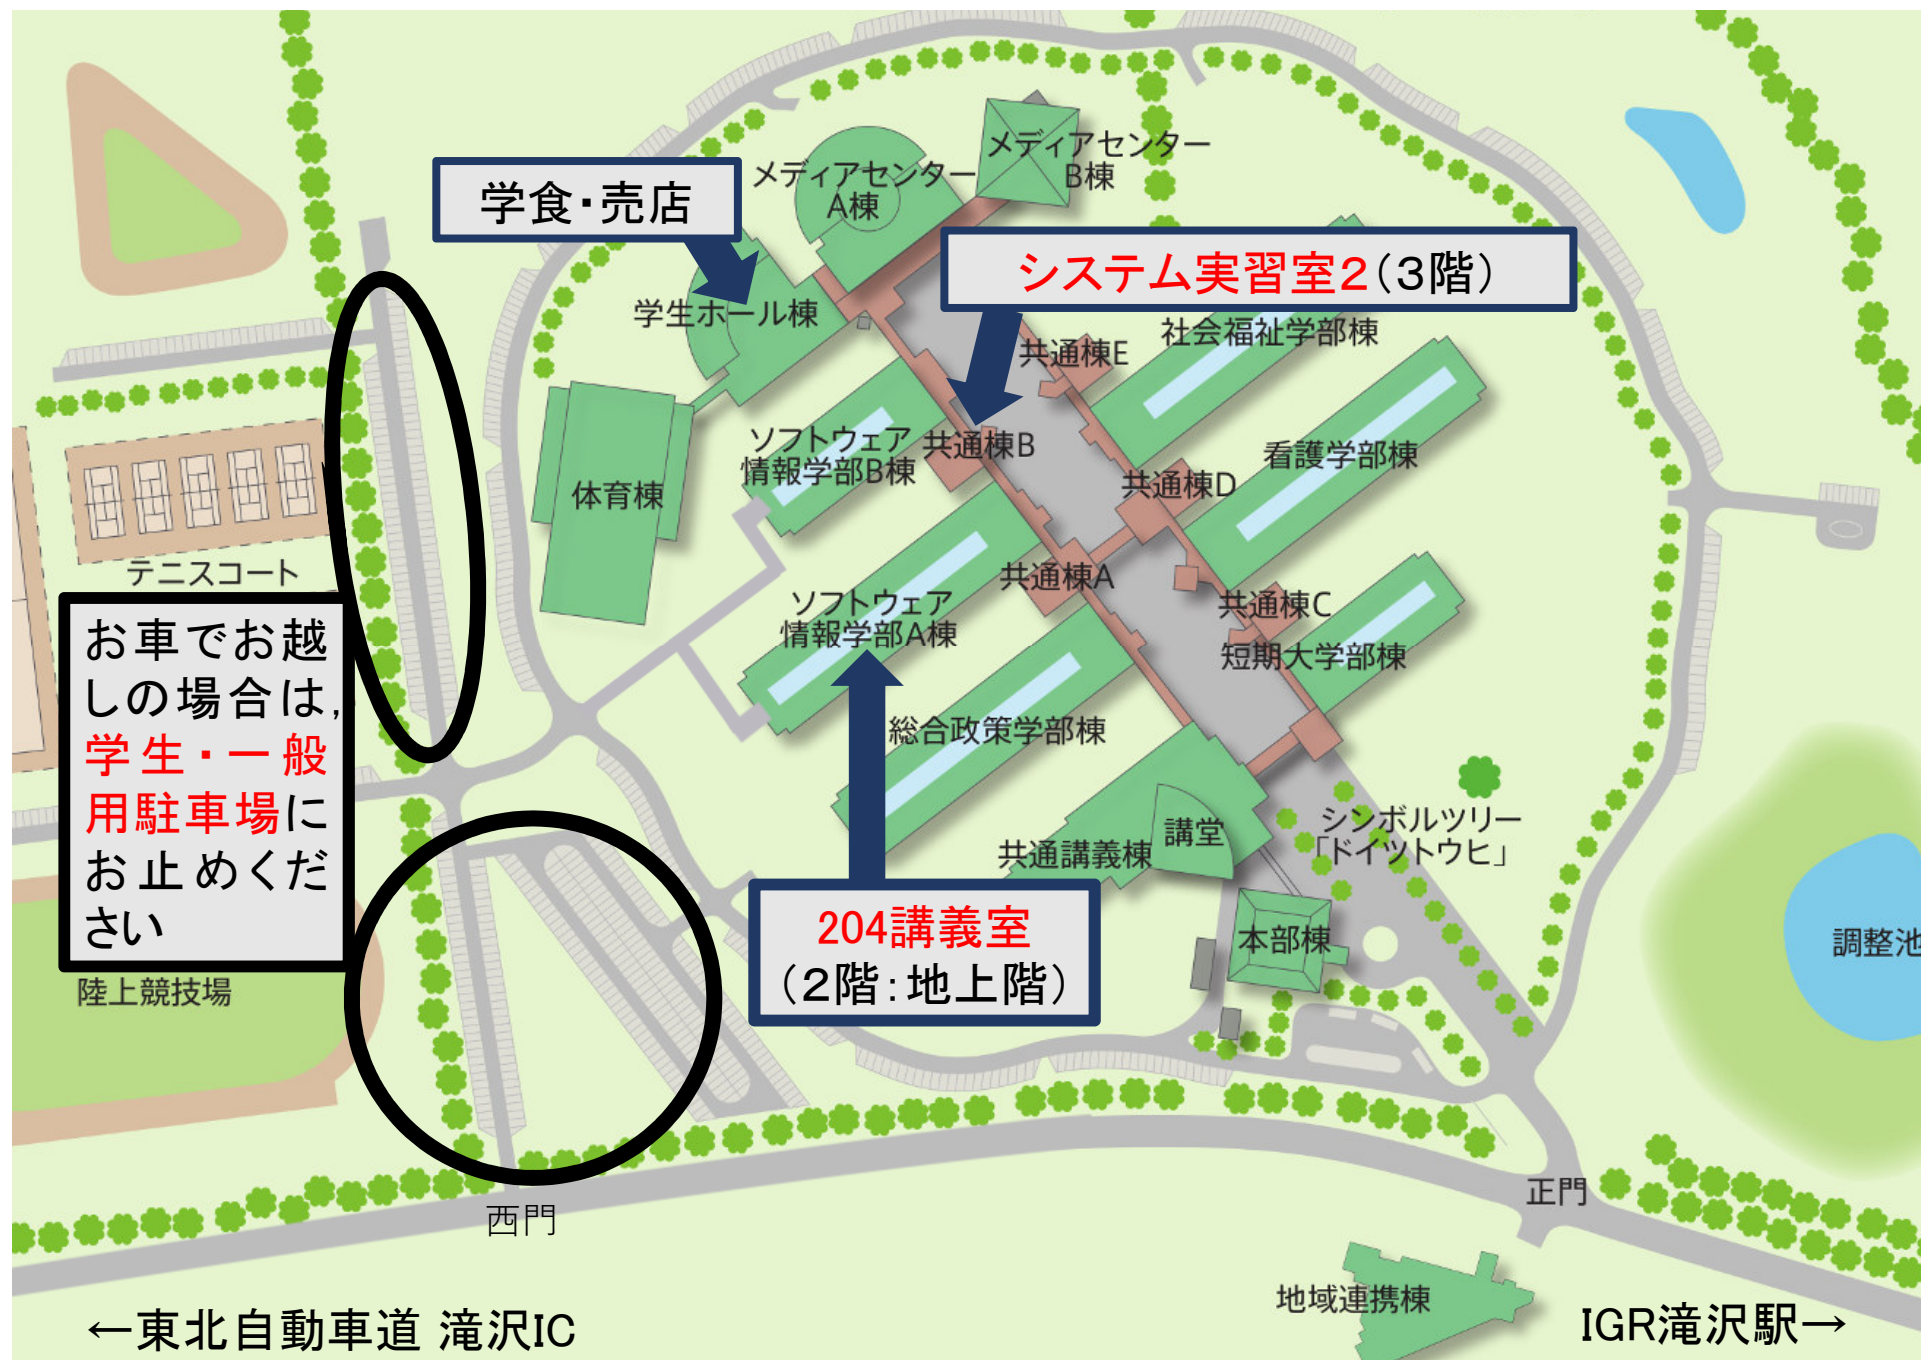 メディアセンター
B棟
メディアセンター
A棟
学食・売店
システム実習室2(3階)
学生ホール棟
社会福祉学部棟
共通棟E
ソフトウェア
情報学部B棟
共通棟B
看護学部棟
共通棟D
体育棟
テニスコート
共通棟A
共通棟C
ソフトウェア
情報学部A棟
短期大学部棟
お車でお越
しの場合は,
学生・一般
用駐車場に
お止めくだ
さい
総合政策学部棟
シンボルツリー
「ドイツトウヒ」
講堂
共通講義棟
204講義室
(2階:地上階)
本部棟
調整池
陸上競技場
正門
西門
地域連携棟
←東北自動車道 滝沢IC
IGR滝沢駅→